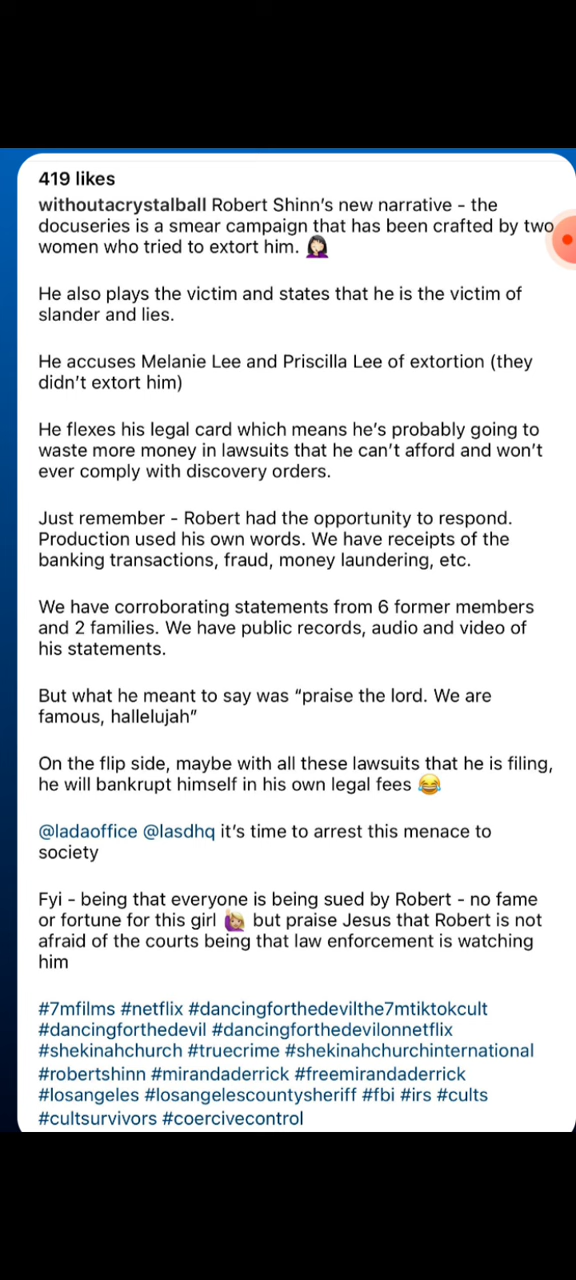 419 likes
withoutacrystalball Robert Shinn’s new narrative - the
docuseries is a smear campaign that has been crafted by two
women who tried to extort him. 🤦🏻‍♀️
He also plays the victim and states that he is the victim of
slander and lies.
He accuses Melanie Lee and Priscilla Lee of extortion (they
didn’t extort him)
He flexes his legal card which means he’s probably going to
waste more money in lawsuits that he can’t afford and won’t
ever comply with discovery orders.
Just remember - Robert had the opportunity to respond.
Production used his own words. We have receipts of the
banking transactions, fraud, money laundering, etc.
We have corroborating statements from 6 former members
and 2 families. We have public records, audio and video of
his statements.
But what he meant to say was “praise the lord. We are
famous, hallelujah”
On the flip side, maybe with all these lawsuits that he is filing,
he will bankrupt himself in his own legal fees 😂
@ladaoffice @lasdhq it’s time to arrest this menace to
society
Fyi - being that everyone is being sued by Robert - no fame
or fortune for this girl 🙋🏼‍♀️ but praise Jesus that Robert is not
afraid of the courts being that law enforcement is watching
him
#7mfilms #netflix #dancingforthedevilthe7mtiktokcult
#dancingforthedevil #dancingforthedevilonnetflix
#shekinahchurch #truecrime #shekinahchurchinternational
#robertshinn #mirandaderrick #freemirandaderrick
#losangeles #losangelescountysheriff #fbi #irs #cults
#cultsurvivors #coercivecontrol